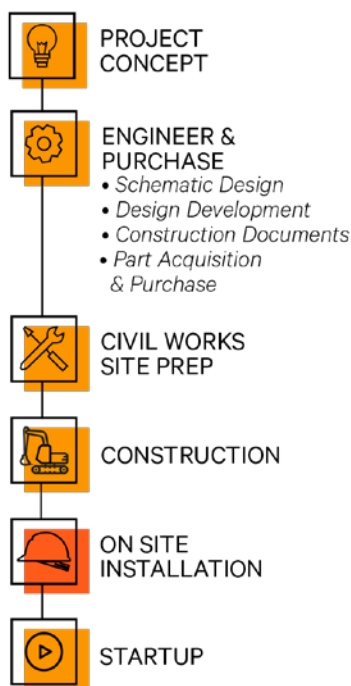 PROJECT
CONCEPT
ENGINEER &
PURCHASE
• Schematic Design
• Design Development
• Construction Documents
• Part Acquisition
& Purchase
CIVIL WORKS
SITE PREP
CONSTRUCTION
ON SITE
INSTALLATION
STARTUP